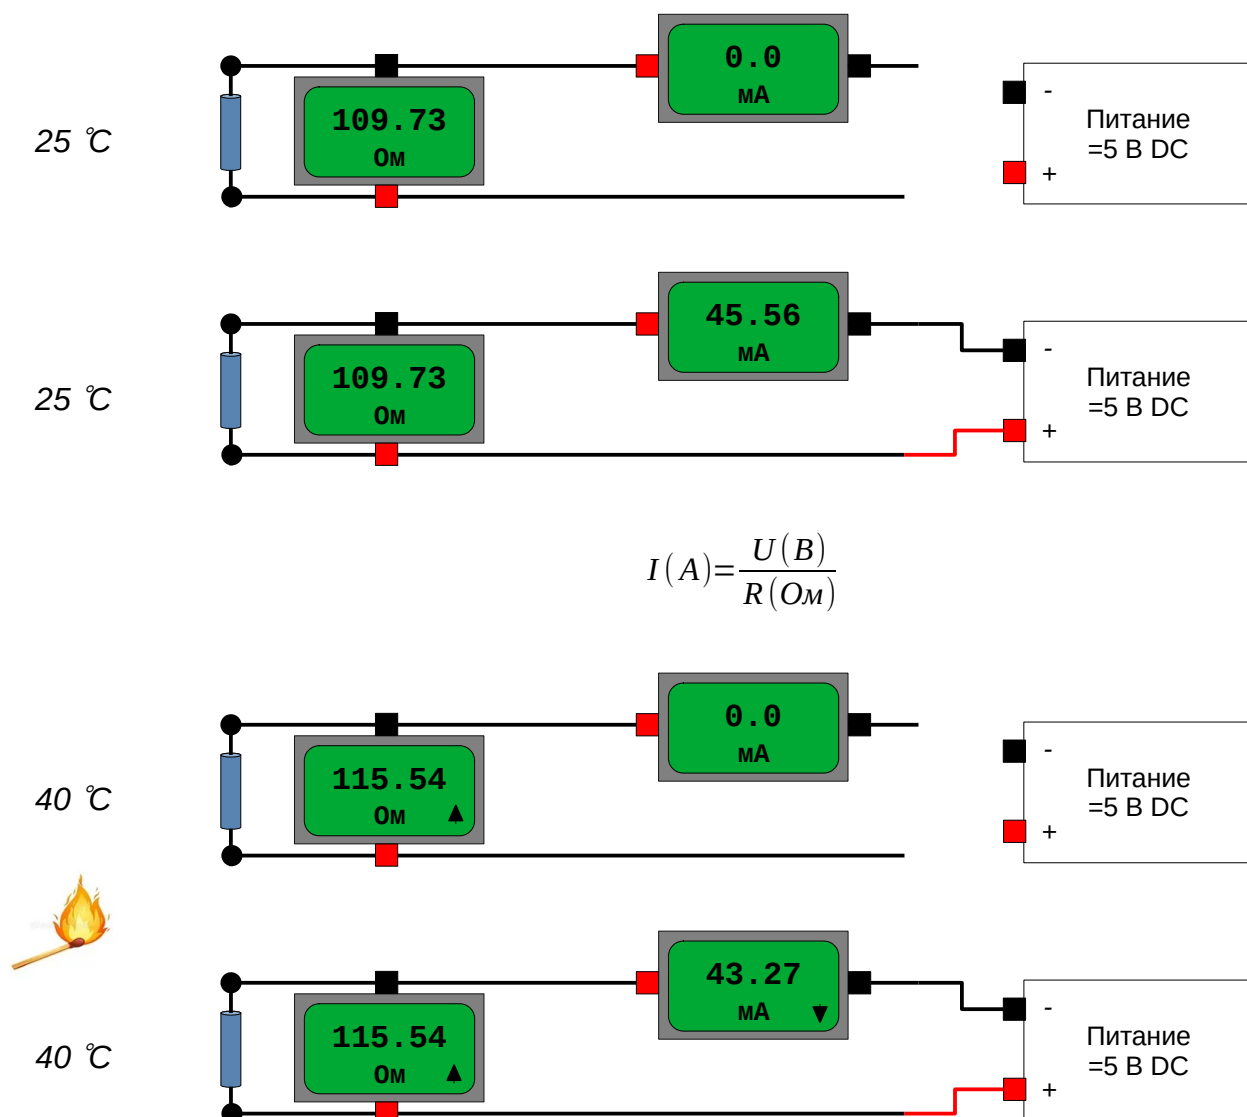 0.0
мА
109.73
Ом
25 ℃
-
+
Питание
=5 В DC
45.56
мА
109.73
Ом
25 ℃
-
+
Питание
=5 В DC
I(A)=U(B)/R(Ом)
0.0
мА
115.54
Ом
40 ℃
-
+
Питание
=5 В DC
43.27
мА
115.54
Ом
40 ℃
-
+
Питание
=5 В DC